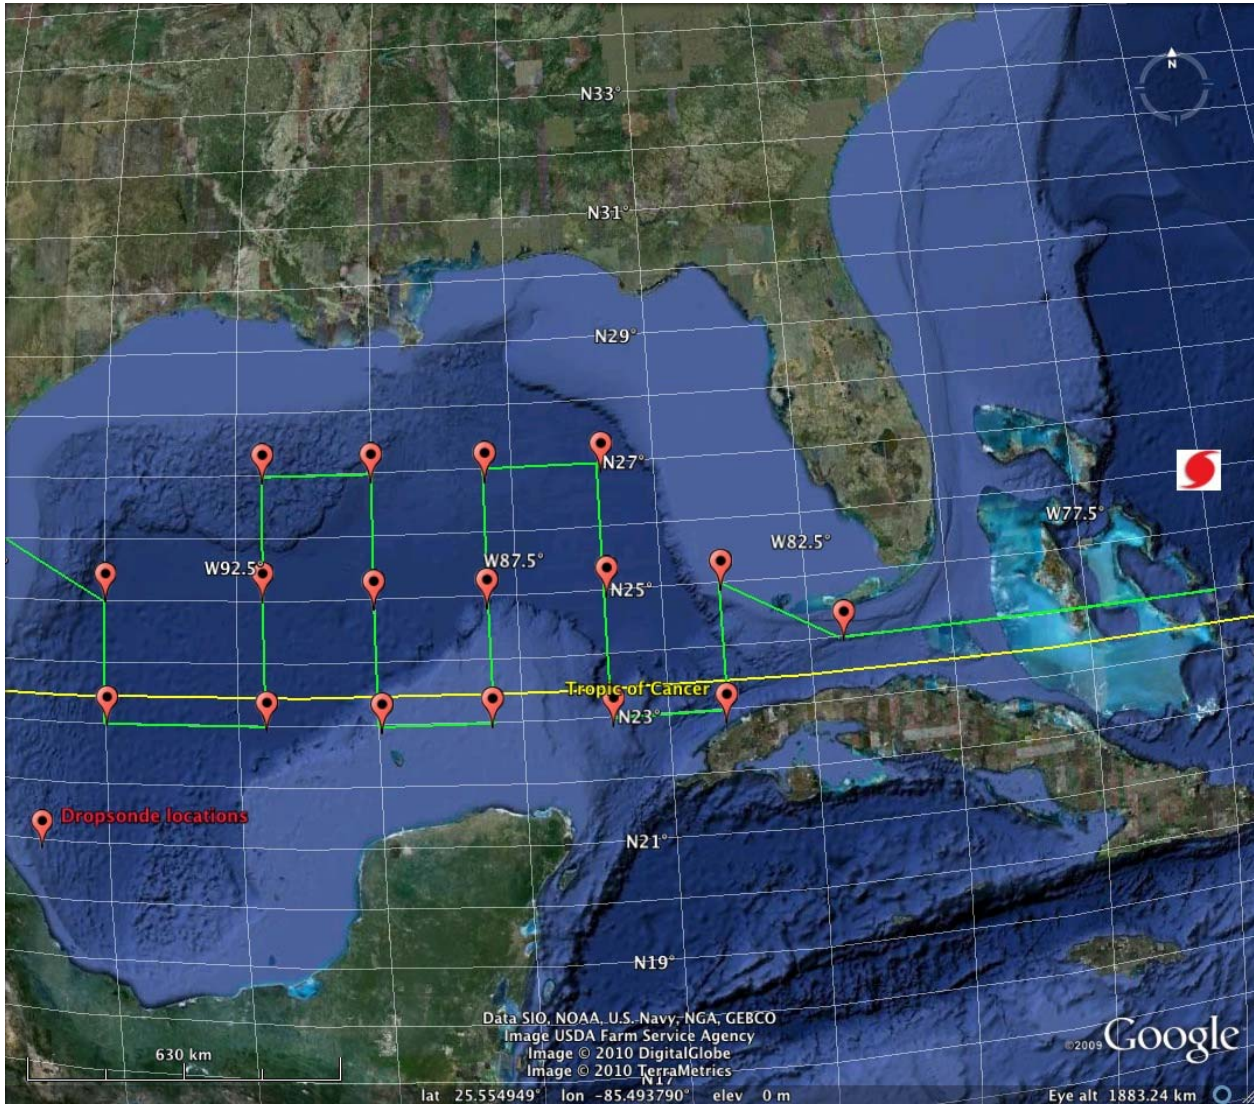 N33°
N31°
N29°
N27°
W77.5°
W82.5°
W92.5°
W87.5°
N25°
Tropic of Cancer
N23°
Dropsonde locations
N21°
N19°
Data SIO, NOAA, U.S. Navy, NGA, GEBCO
Image USDA Farm Service Agency
Image © 2010 DigitalGlobe
Image © 2010 TerraMetrics
N17°
630 km
©2009 Google
lat 25.554949° lon -85.493790° elev 0 m
Eye alt 1883.24 km
N